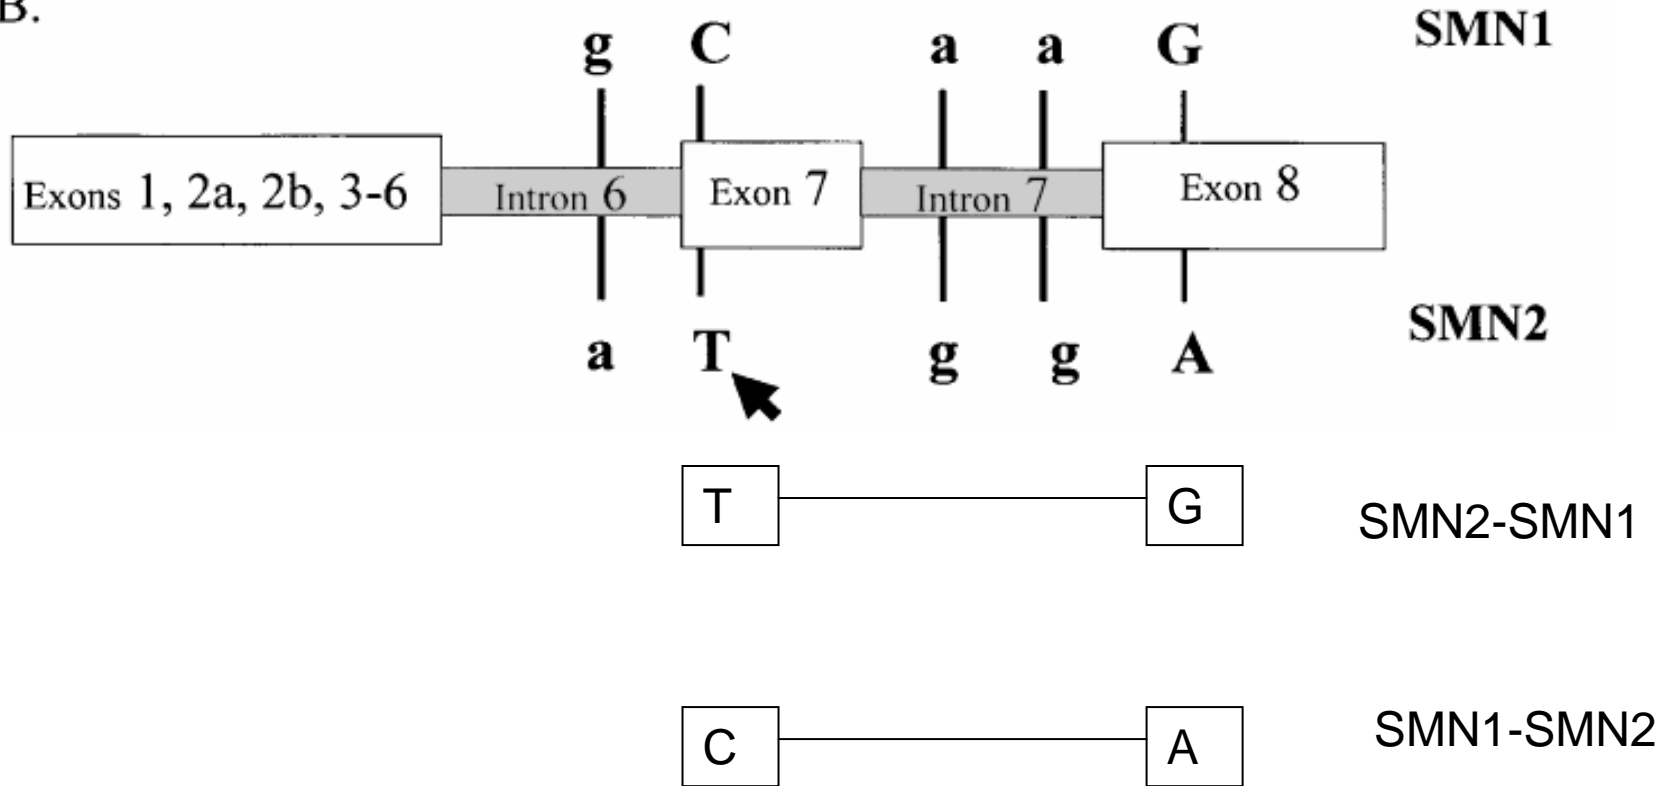 B.
g C a a G SMN1
Exons 1, 2a, 2b, 3-6 Intron 6 Exon 7 Intron 7 Exon 8
a T g g A SMN2
T G SMN2-SMN1
C A SMN1-SMN2